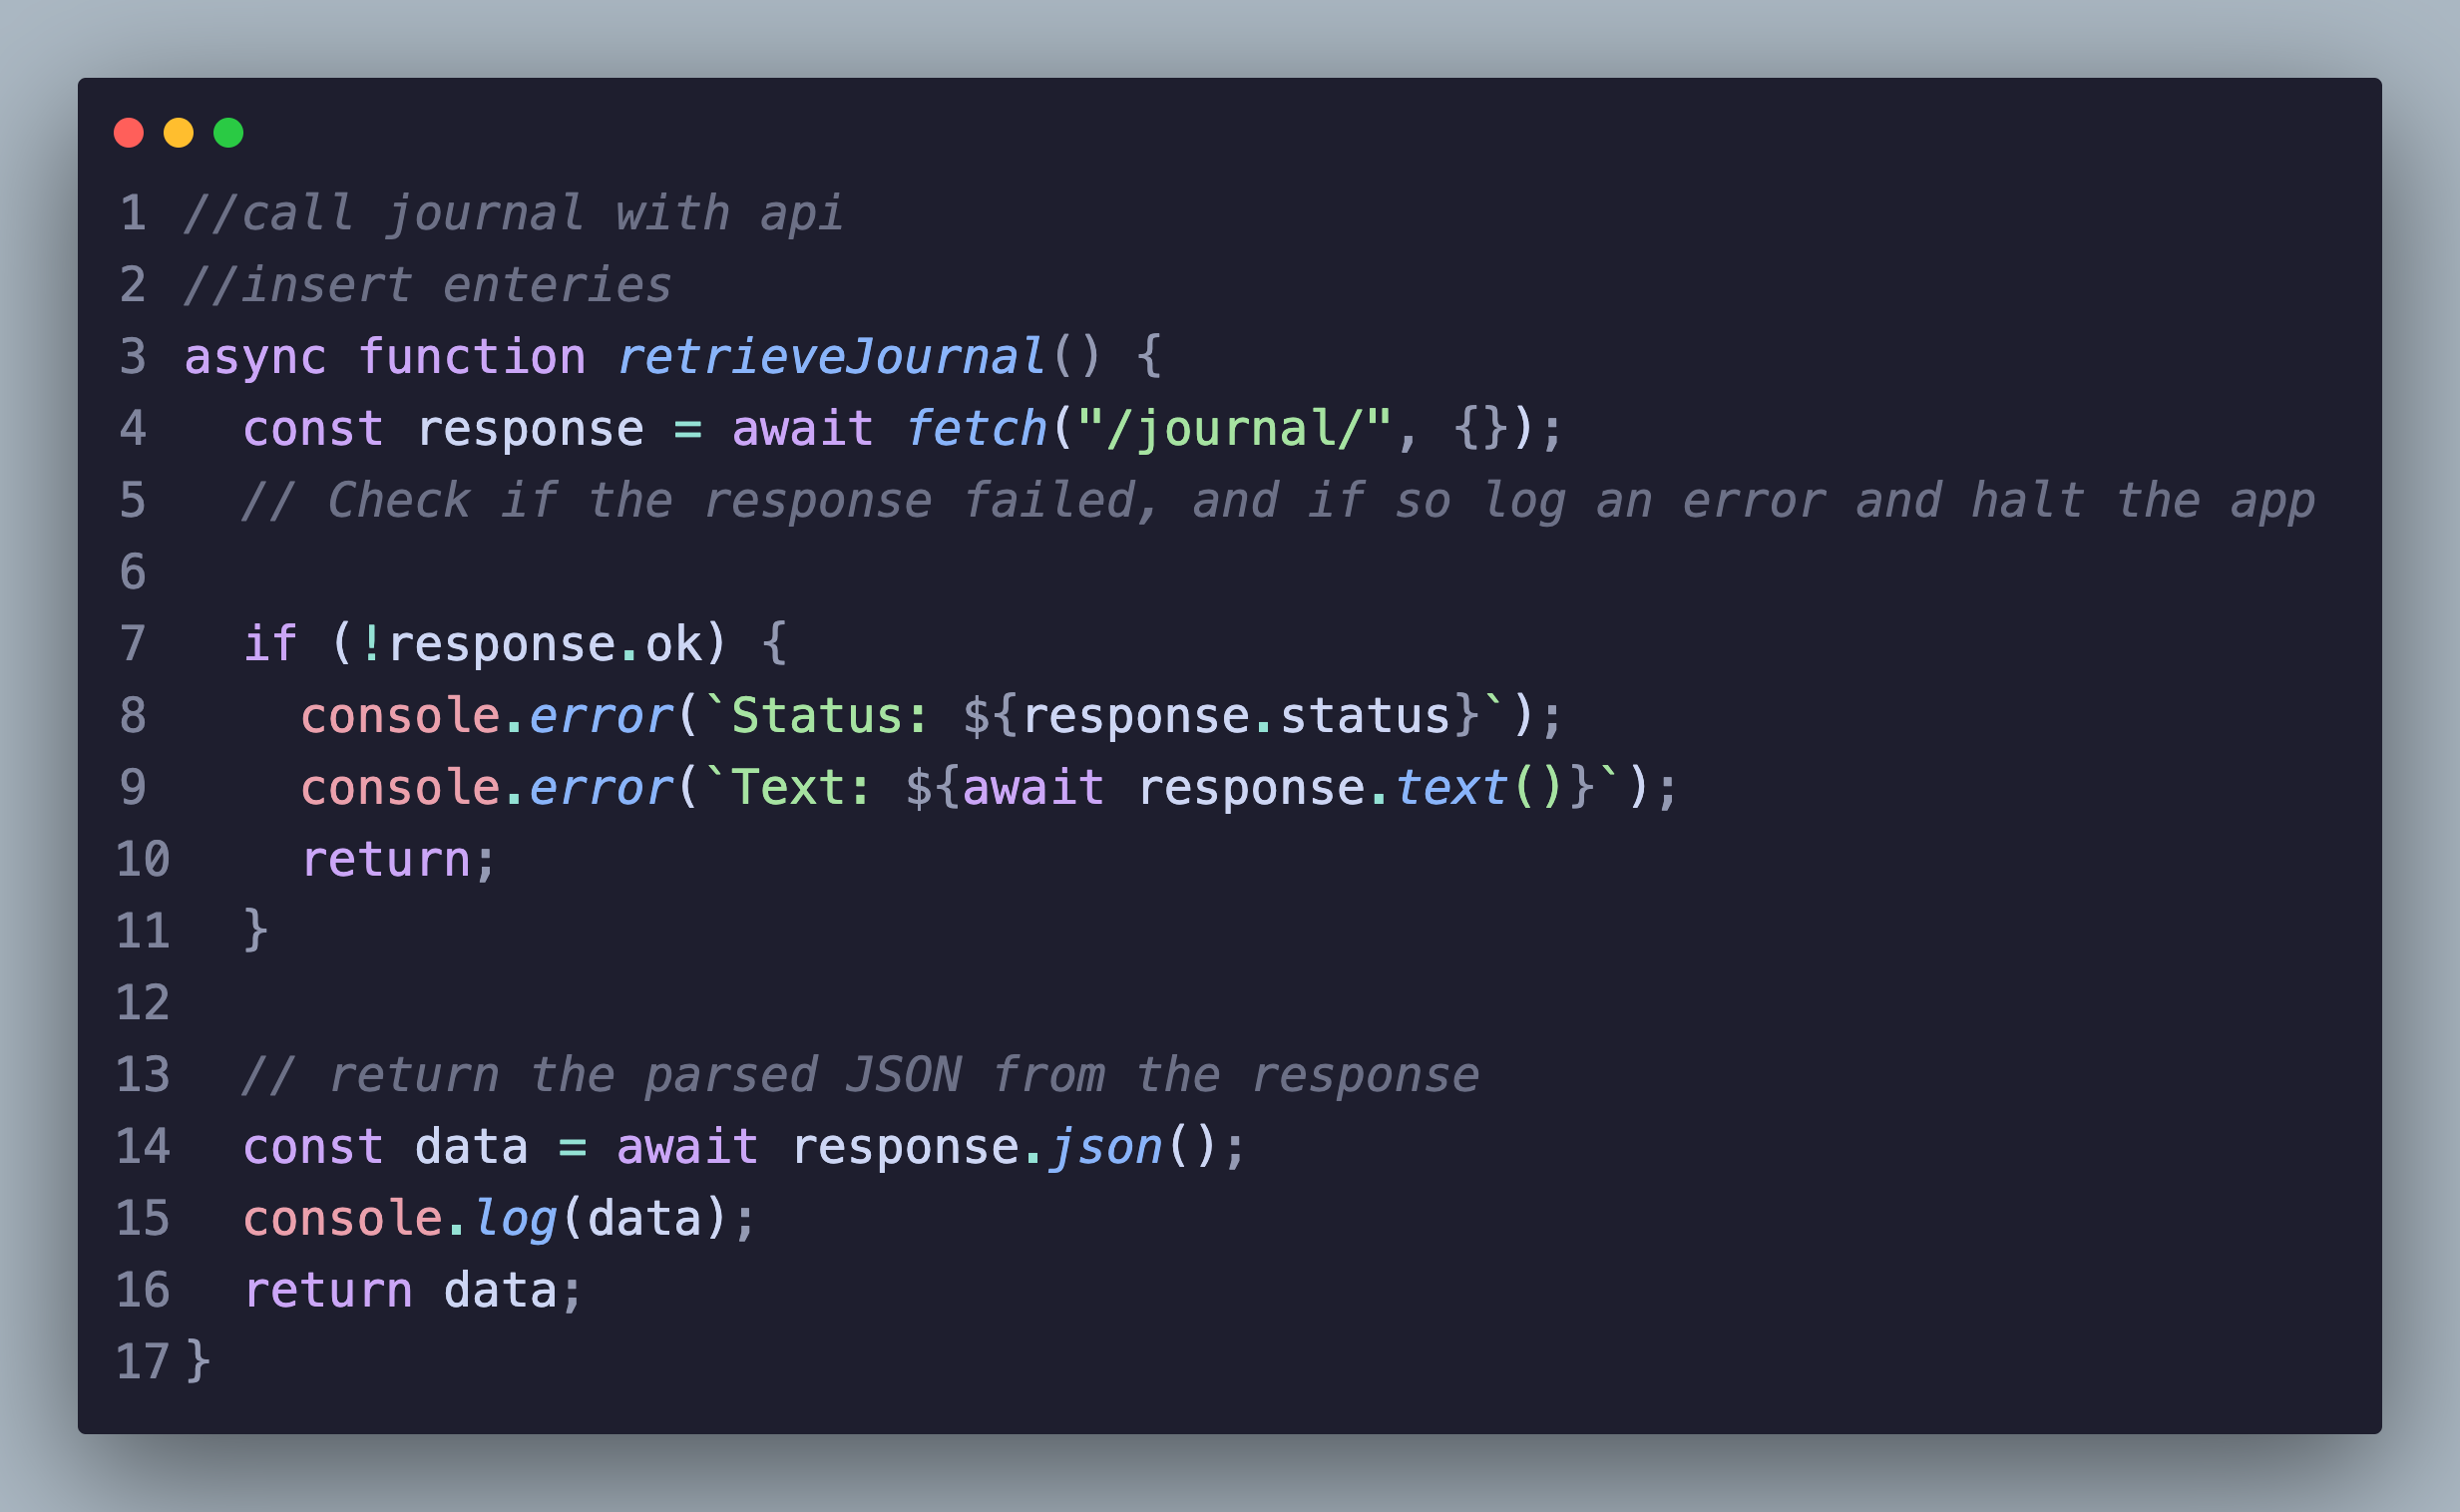 1 //call journal with api
2 //insert enteries
3 async function retrieveJournal() {
4   const response = await fetch("/journal/", {});
5   // Check if the response failed, and if so log an error and halt the app
6
7   if (!response.ok) {
8     console.error(`Status: ${response.status}`);
9     console.error(`Text: ${await response.text()}`);
10     return;
11   }
12
13   // return the parsed JSON from the response
14   const data = await response.json();
15   console.log(data);
16   return data;
17 }